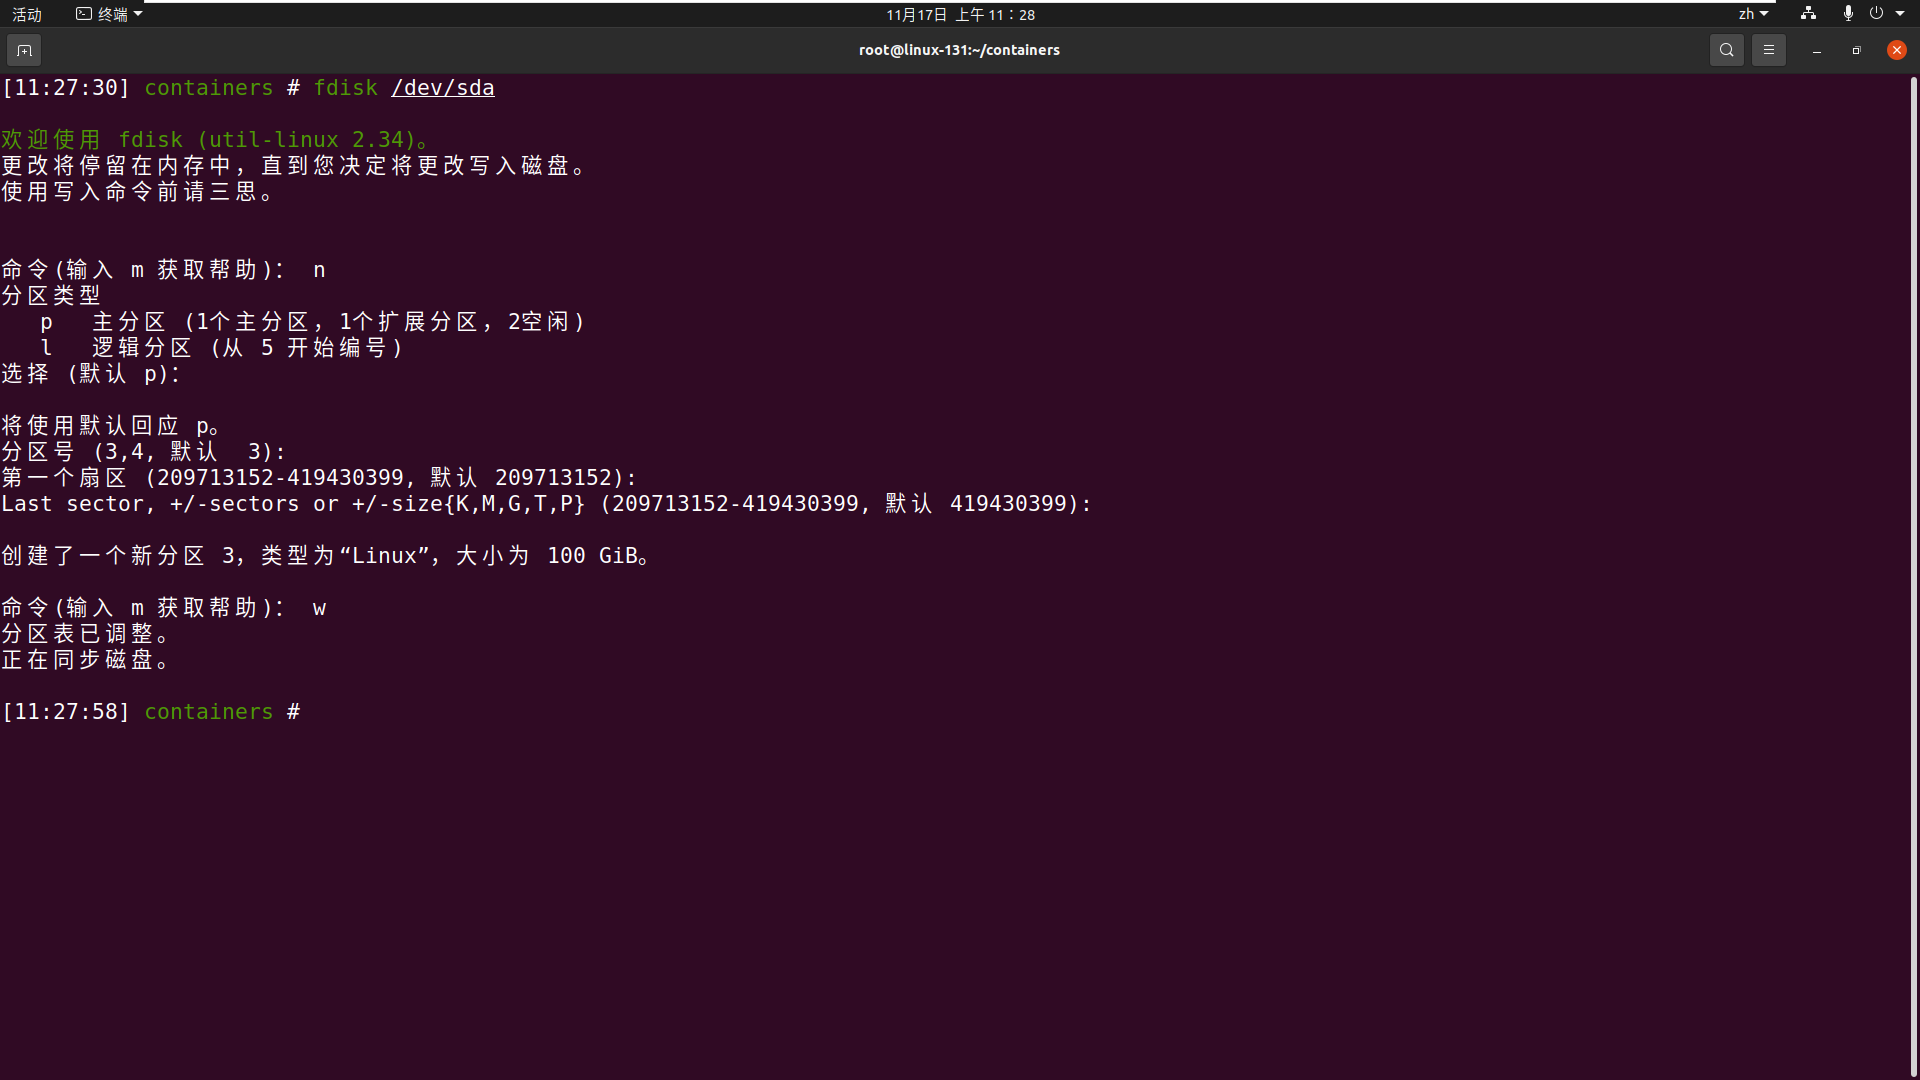 活动 终端 11月17日 上午 11：28 zh
root@linux-131:~/containers
[11:27:30] containers # fdisk /dev/sda
欢迎使用 fdisk (util-linux 2.34)。
更改将停留在内存中，直到您决定将更改写入磁盘。
使用写入命令前请三思。
命令(输入 m 获取帮助)： n
分区类型
p 主分区 (1个主分区，1个扩展分区，2空闲)
l 逻辑分区 (从 5 开始编号)
选择 (默认 p)：
将使用默认回应 p。
分区号 (3,4, 默认  3):
第一个扇区 (209713152-419430399, 默认 209713152):
Last sector, +/-sectors or +/-size{K,M,G,T,P} (209713152-419430399, 默认 419430399):
创建了一个新分区 3，类型为“Linux”，大小为 100 GiB。
命令(输入 m 获取帮助)： w
分区表已调整。
正在同步磁盘。
[11:27:58] containers #